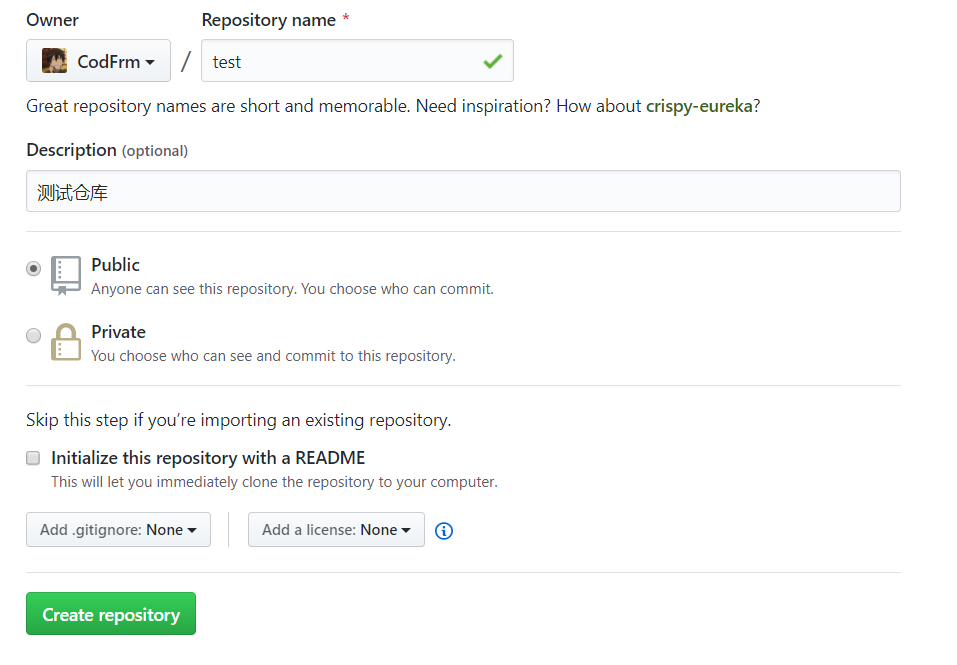 Owner Repository name *
CodFrm / test
Great repository names are short and memorable. Need inspiration? How about crispy-eureka?
Description (optional)
测试仓库
Public
Anyone can see this repository. You choose who can commit.
Private
You choose who can see and commit to this repository.
Skip this step if you’re importing an existing repository.
Initialize this repository with a README
This will let you immediately clone the repository to your computer.
Add .gitignore: None Add a license: None
Create repository